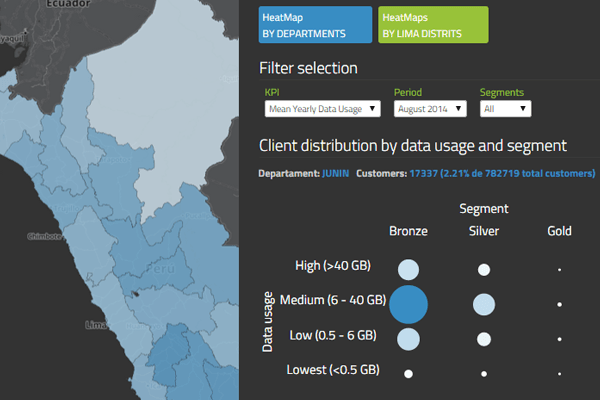 Ecuador
yaquil
Chimbote
Peru
Lima
HeatMap
BY DEPARTMENTS
HeatMaps
BY LIMA DISTRITS
Filter selection
KPI
Period
Segments
Mean Yearly Data Usage
August 2014
All
Client distribution by data usage and segment
Departament: JUNIN Customers: 17337 (2.21% de 782719 total customers)
Segment
Bronze
Silver
Gold
Data usage
High (>40 GB)
Medium (6 - 40 GB)
Low (0.5 - 6 GB)
Lowest (<0.5 GB)